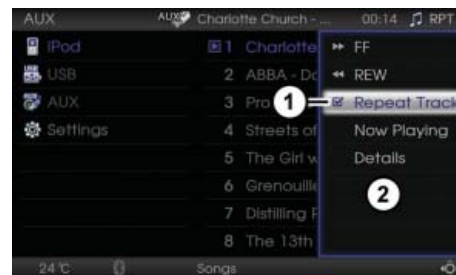 AUX AUX Charlotte Church - ... 00:14 RPT
iPod
USB
AUX
Settings
1 Charlotte
2 ABBA - Do
3 Pro
4 Streets of
5 The Girl w
6 Grenouille
7 Distilling
8 The 13th
FF
REW
1
Repeat Track
Now Playing
Details
2
24 °C Songs